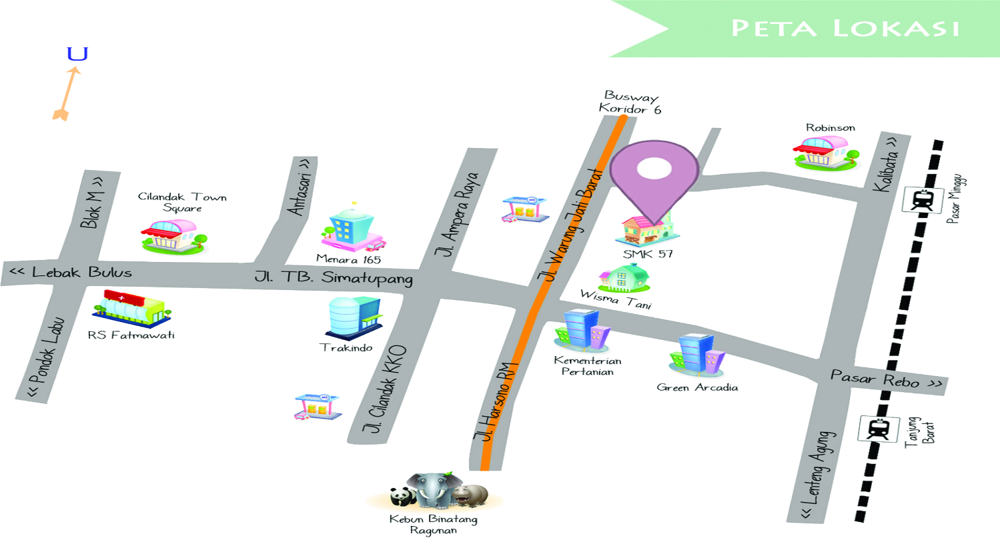 PETA LOKASI
U
Busway
Koridor 6
Robinson
Kalibata >>
Pasar Minggu
Blok M >>
Cilandak Town
Square
Antasari >>
Menara 165
Jl. Ampera Raya
Jl. Warung Jati Barat
SMK 57
Wisma Tani
<< Lebak Bulus
Jl. TB. Simatupang
RS Fatmawati
<< Pondok Labu
Trakindo
Jl. Cilandak KKO
Jl. Harsono RM
Kementerian
Pertanian
Green Arcadia
Pasar Rebo >>
Tanjung
Barat
<< Lenteng Agung
Kebun Binatang
Ragunan